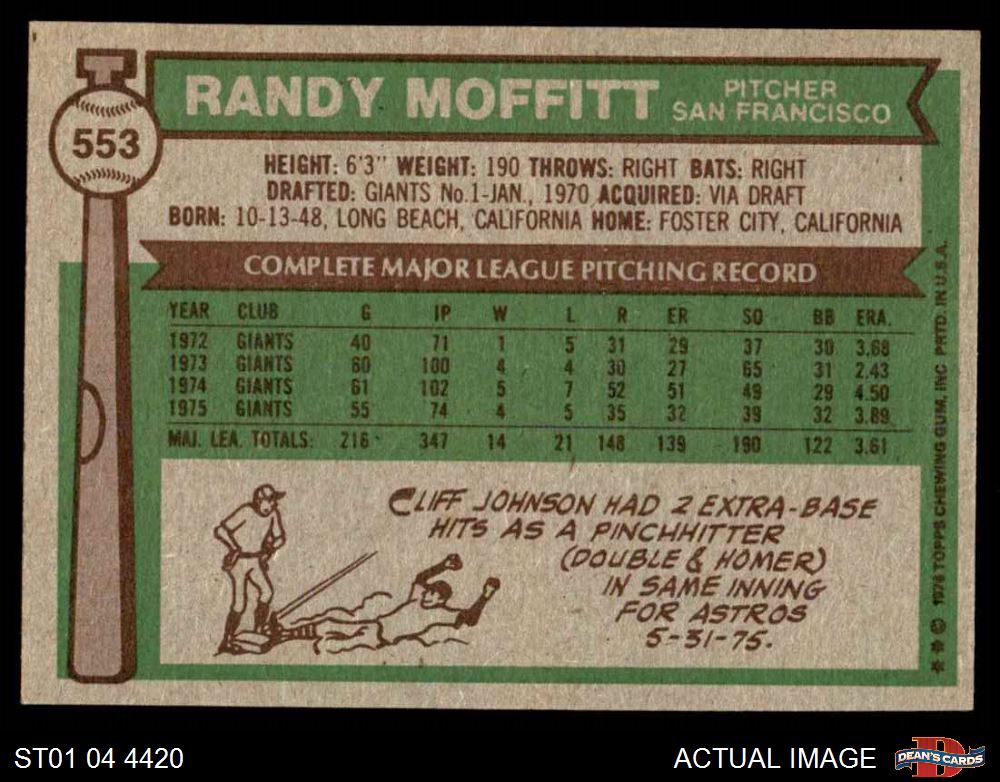 553
RANDY MOFFITT
PITCHER
SAN FRANCISCO
HEIGHT: 6'3" WEIGHT: 190 THROWS: RIGHT BATS: RIGHT
DRAFTED: GIANTS No.1-JAN., 1970 ACQUIRED: VIA DRAFT
BORN: 10-13-48, LONG BEACH, CALIFORNIA HOME: FOSTER CITY, CALIFORNIA
COMPLETE MAJOR LEAGUE PITCHING RECORD
YEAR CLUB G IP W L R ER SO BB ERA.
1972 GIANTS 40 71 1 5 31 29 37 30 3.68
1973 GIANTS 60 100 4 4 30 27 65 31 2.43
1974 GIANTS 61 102 5 7 52 51 49 29 4.50
1975 GIANTS 55 74 4 5 35 32 39 32 3.89
MAJ. LEA. TOTALS: 216 347 14 21 148 139 190 122 3.61
CLIFF JOHNSON HAD 2 EXTRA-BASE
HITS AS A PINCHHITTER
(DOUBLE & HOMER)
IN SAME INNING
FOR ASTROS
5-31-75.
✱✱© 1976 TOPPS CHEWING GUM, INC PRTD. IN U.S.A.
ST01 04 4420
ACTUAL IMAGE
D
DEAN'S CARDS